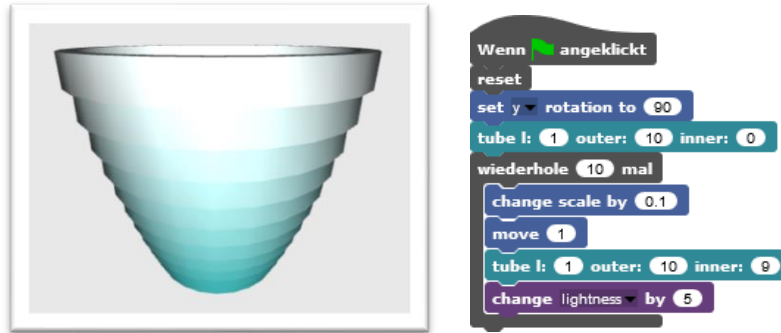 Wenn angeklickt
reset
set y rotation to 90
tube l: 1 outer: 10 inner: 0
wiederhole 10 mal
change scale by 0.1
move 1
tube l: 1 outer: 10 inner: 9
change lightness by 5